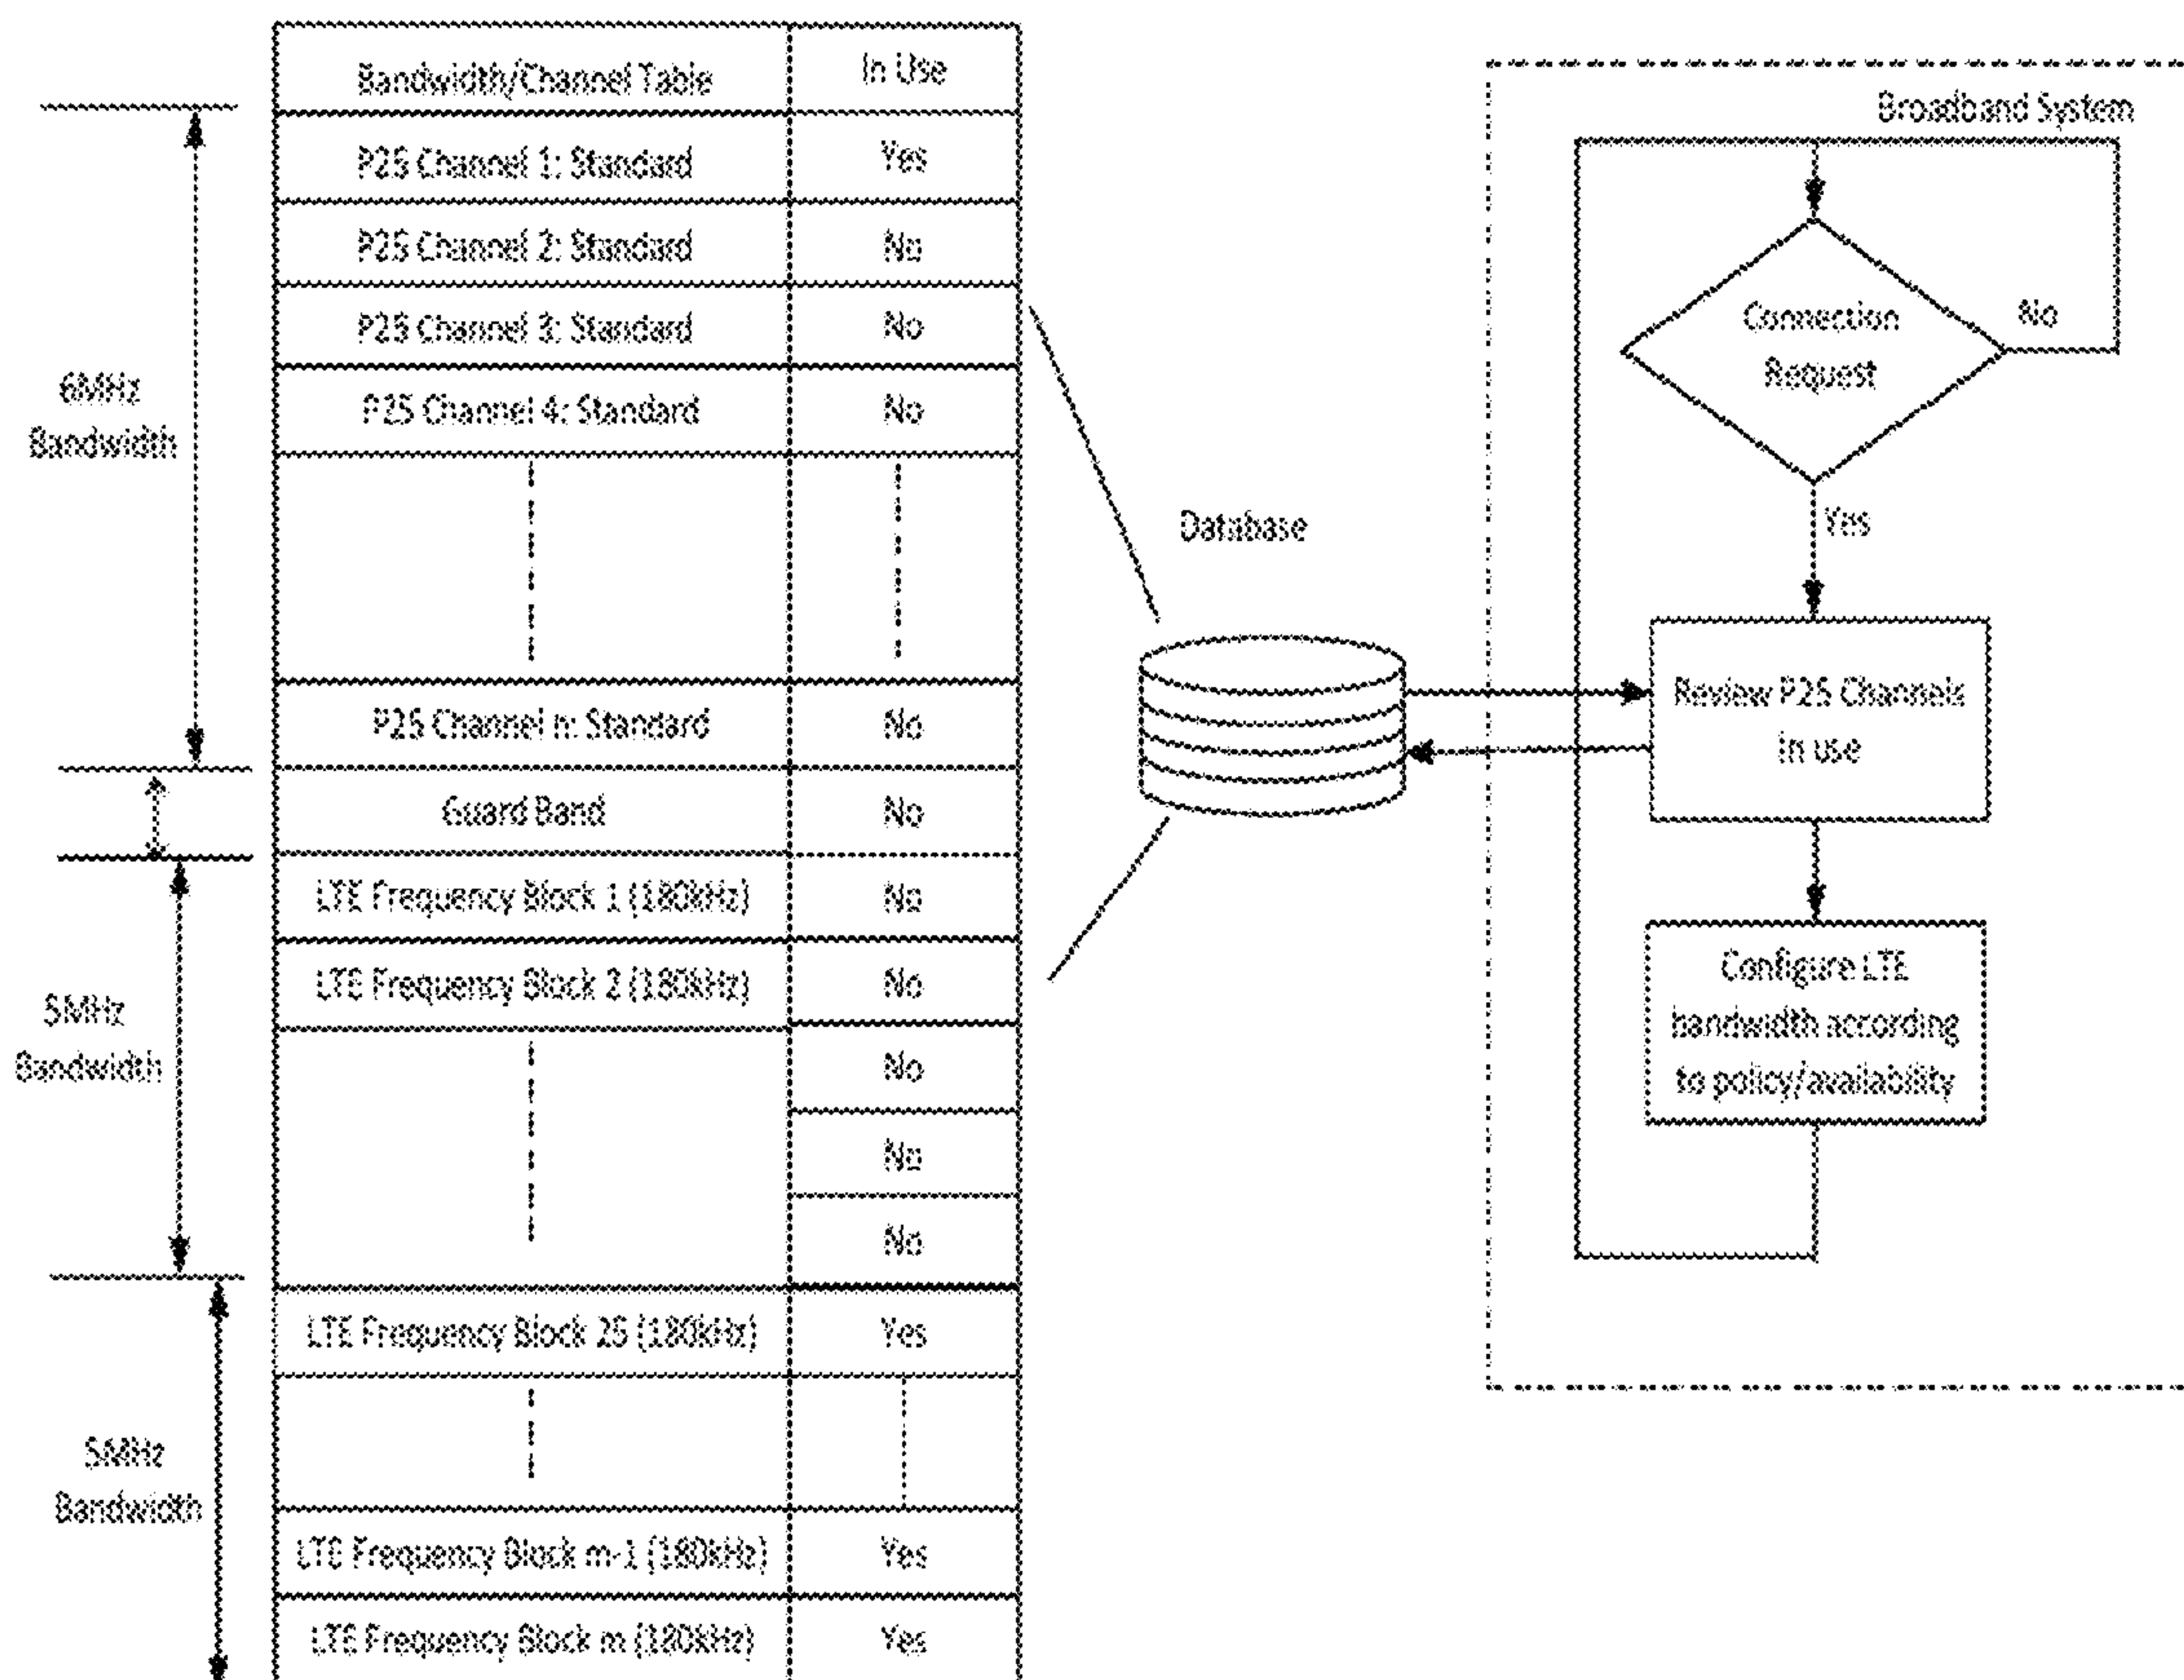 Bandwidth/Channel Table
In Use
P25 Channel 1: Standard
Yes
P25 Channel 2: Standard
No
P25 Channel 3: Standard
No
P25 Channel 4: Standard
No
6MHz
Bandwidth
P25 Channel n: Standard
No
Guard Band
No
LTE Frequency Block 1 (180kHz)
No
LTE Frequency Block 2 (180kHz)
No
No
No
No
5MHz
Bandwidth
LTE Frequency Block 25 (180kHz)
Yes
5MHz
Bandwidth
LTE Frequency Block m-1 (180kHz)
Yes
LTE Frequency Block m (180kHz)
Yes
Database
Broadband System
Connection
Request
No
Yes
Review P25 Channels
in use
Configure LTE
bandwidth according
to policy/availability